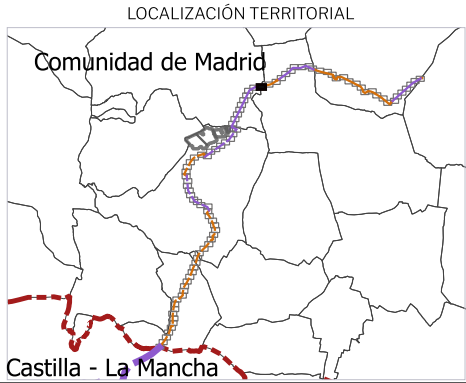 LOCALIZACIÓN TERRITORIAL
Comunidad de Madrid
Castilla - La Mancha